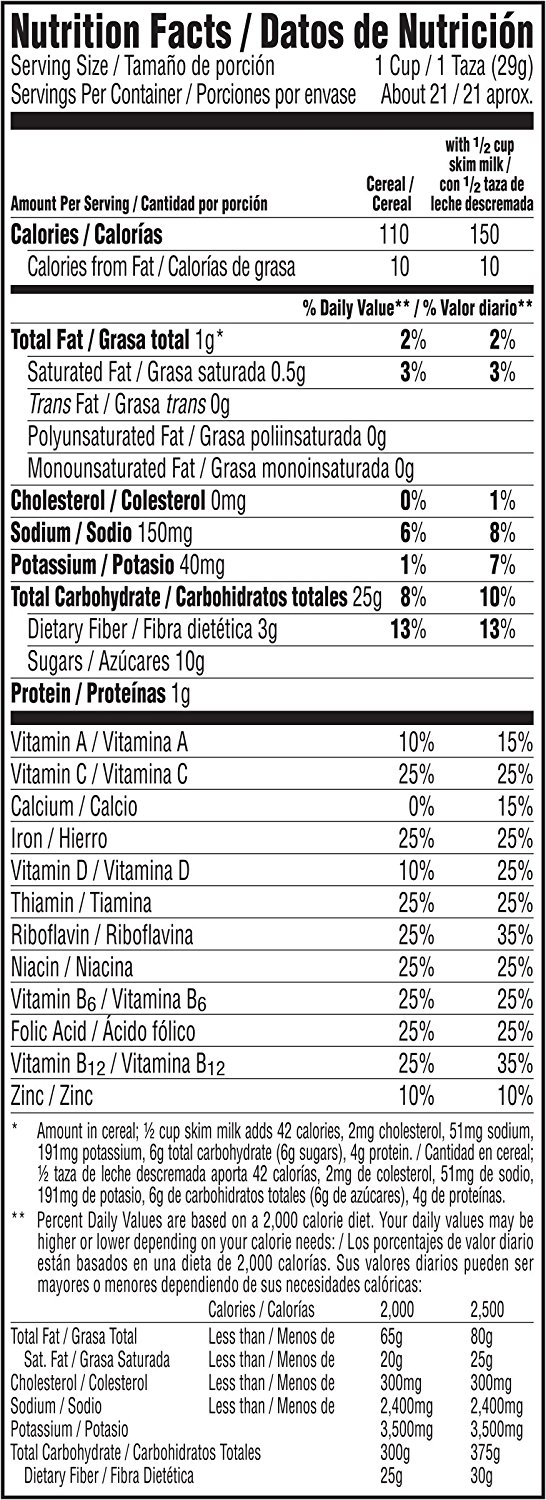 Nutrition Facts / Datos de Nutrición
Serving Size / Tamaño de porción 1 Cup / 1 Taza (29g)
Servings Per Container / Porciones por envase About 21 / 21 aprox.
Amount Per Serving / Cantidad por porción Cereal / Cereal with 1/2 cup skim milk / con 1/2 taza de leche descremada
Calories / Calorías 110 150
Calories from Fat / Calorías de grasa 10 10
% Daily Value** / % Valor diario**
Total Fat / Grasa total 1g* 2% 2%
Saturated Fat / Grasa saturada 0.5g 3% 3%
Trans Fat / Grasa trans 0g
Polyunsaturated Fat / Grasa poliinsaturada 0g
Monounsaturated Fat / Grasa monoinsaturada 0g
Cholesterol / Colesterol 0mg 0% 1%
Sodium / Sodio 150mg 6% 8%
Potassium / Potasio 40mg 1% 7%
Total Carbohydrate / Carbohidratos totales 25g 8% 10%
Dietary Fiber / Fibra dietética 3g 13% 13%
Sugars / Azúcares 10g
Protein / Proteínas 1g
Vitamin A / Vitamina A 10% 15%
Vitamin C / Vitamina C 25% 25%
Calcium / Calcio 0% 15%
Iron / Hierro 25% 25%
Vitamin D / Vitamina D 10% 25%
Thiamin / Tiamina 25% 25%
Riboflavin / Riboflavina 25% 35%
Niacin / Niacina 25% 25%
Vitamin B6 / Vitamina B6 25% 25%
Folic Acid / Ácido fólico 25% 25%
Vitamin B12 / Vitamina B12 25% 35%
Zinc / Zinc 10% 10%
* Amount in cereal; ½ cup skim milk adds 42 calories, 2mg cholesterol, 51mg sodium,
191mg potassium, 6g total carbohydrate (6g sugars), 4g protein. / Cantidad en cereal;
½ taza de leche descremada aporta 42 calorías, 2mg de colesterol, 51mg de sodio,
191mg de potasio, 6g de carbohidratos totales (6g de azúcares), 4g de proteínas.
** Percent Daily Values are based on a 2,000 calorie diet. Your daily values may be
higher or lower depending on your calorie needs: / Los porcentajes de valor diario
están basados en una dieta de 2,000 calorías. Sus valores diarios pueden ser
mayores o menores dependiendo de sus necesidades calóricas:
Calories / Calorías 2,000 2,500
Total Fat / Grasa Total Less than / Menos de 65g 80g
Sat. Fat / Grasa Saturada Less than / Menos de 20g 25g
Cholesterol / Colesterol Less than / Menos de 300mg 300mg
Sodium / Sodio Less than / Menos de 2,400mg 2,400mg
Potassium / Potasio 3,500mg 3,500mg
Total Carbohydrate / Carbohidratos Totales 300g 375g
Dietary Fiber / Fibra Dietética 25g 30g